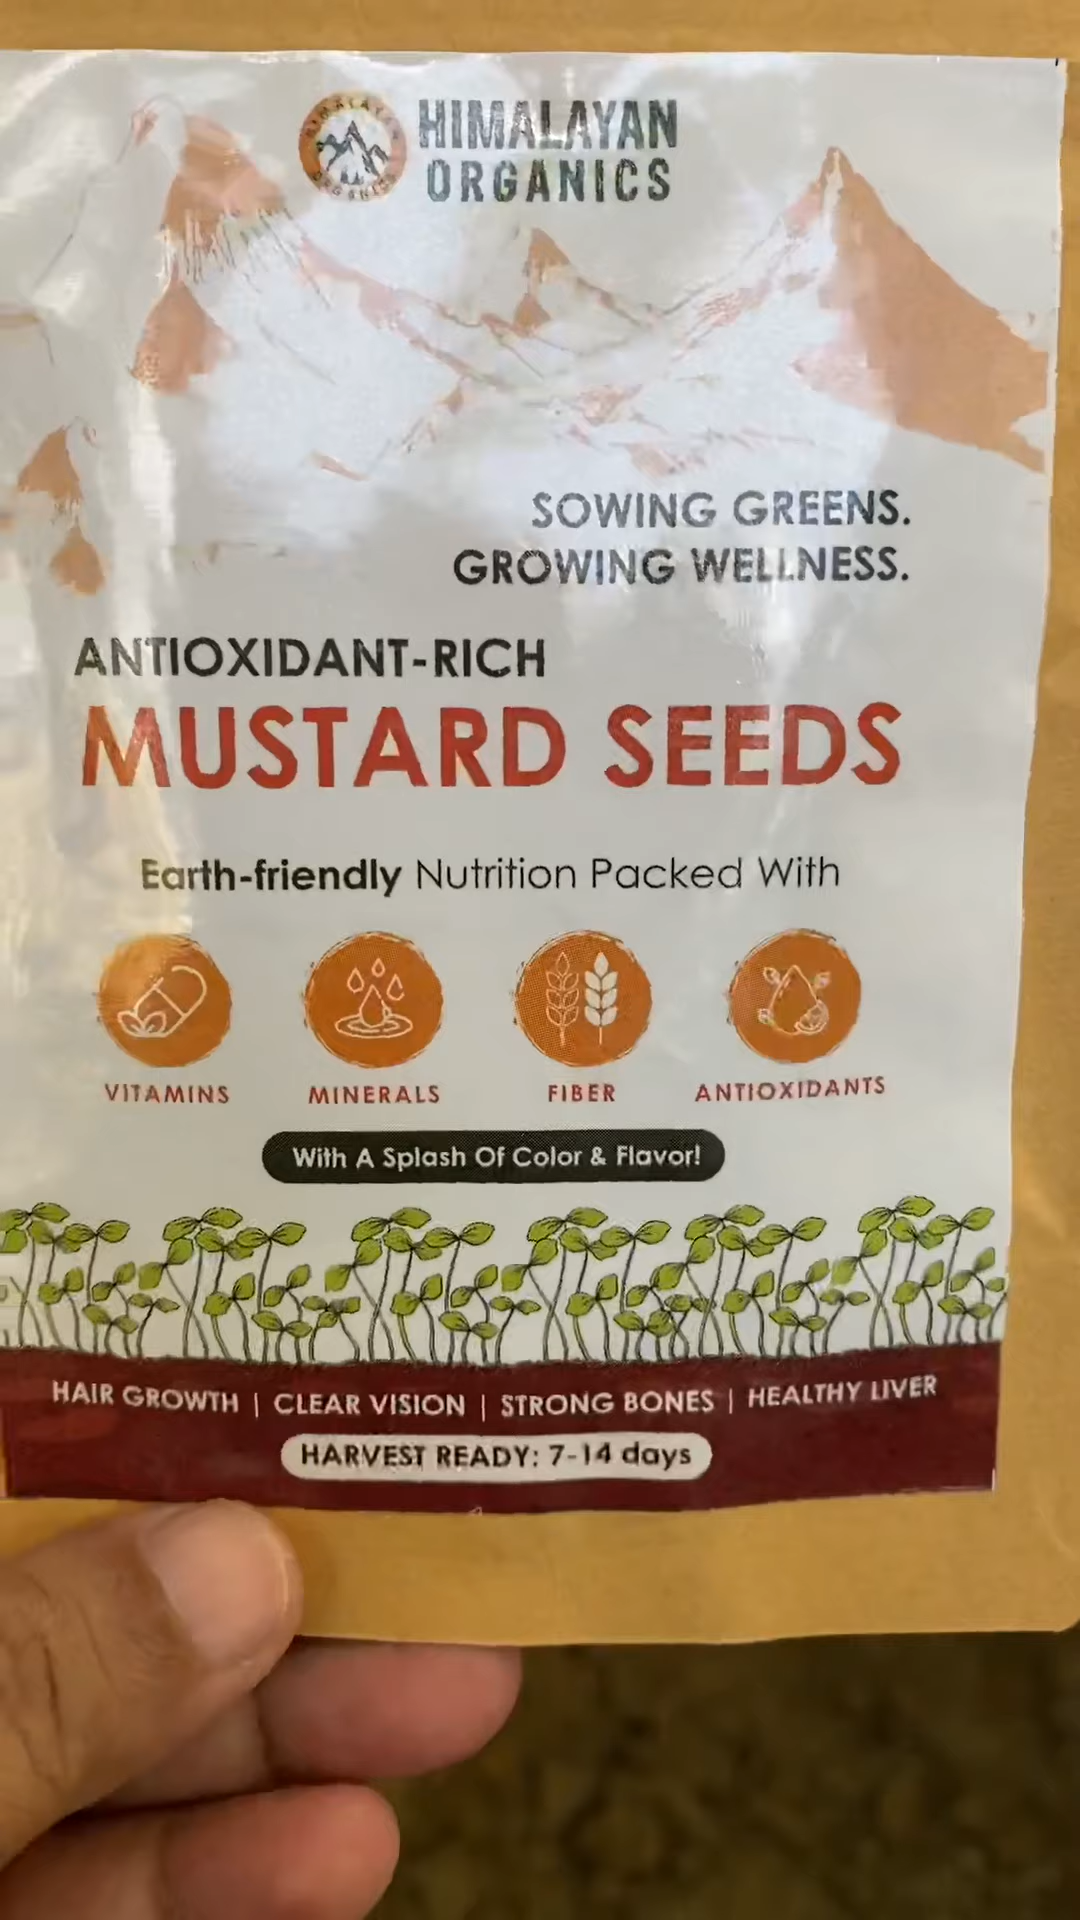 HIMALAYAN
ORGANICS
SOWING GREENS.
GROWING WELLNESS.
ANTIOXIDANT-RICH
MUSTARD SEEDS
Earth-friendly Nutrition Packed With
VITAMINS MINERALS FIBER ANTIOXIDANTS
With A Splash Of Color & Flavor!
HAIR GROWTH | CLEAR VISION | STRONG BONES | HEALTHY LIVER
HARVEST READY: 7-14 days